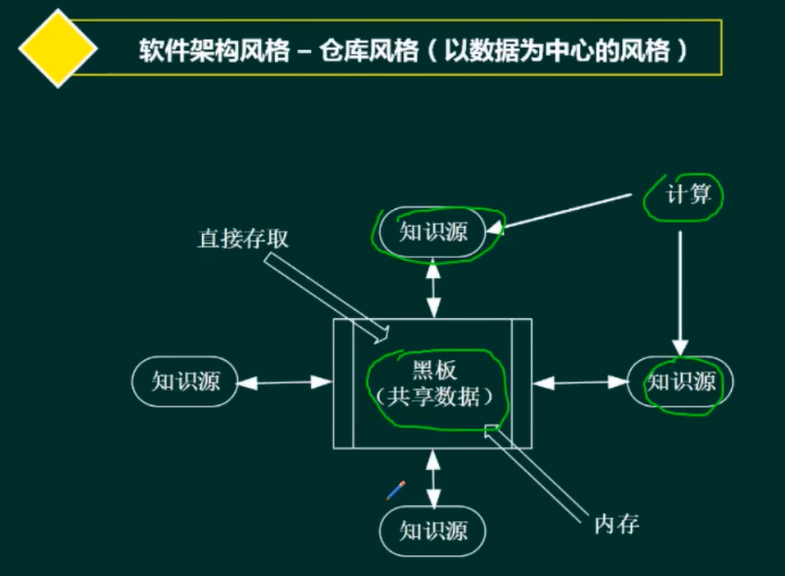 软件架构风格 – 仓库风格（以数据为中心的风格）
计算
知识源
直接存取
知识源
黑板
（共享数据）
知识源
知识源
内存